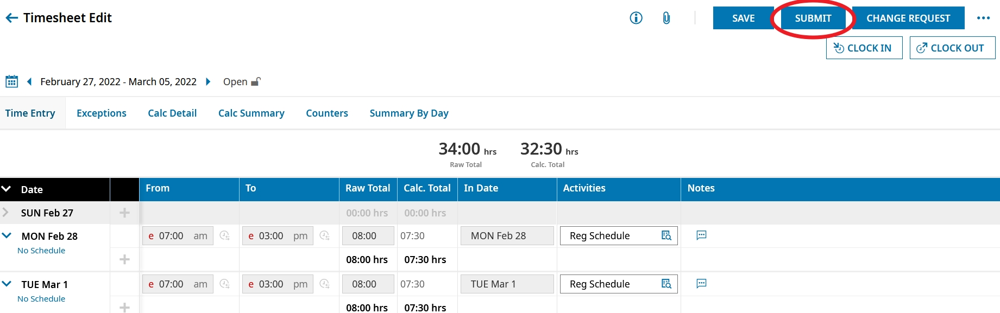 Timesheet Edit
SAVE SUBMIT CHANGE REQUEST
CLOCK IN CLOCK OUT
February 27, 2022 - March 05, 2022 Open
Time Entry Exceptions Calc Detail Calc Summary Counters Summary By Day
34:00 hrs 32:30 hrs
Raw Total Calc. Total
Date From To Raw Total Calc. Total In Date Activities Notes
SUN Feb 27 + 00:00 hrs 00:00 hrs
MON Feb 28 e 07:00 am e 03:00 pm 08:00 07:30 MON Feb 28 Reg Schedule
No Schedule
+ 08:00 hrs 07:30 hrs
TUE Mar 1 e 07:00 am e 03:00 pm 08:00 07:30 TUE Mar 1 Reg Schedule
No Schedule
+ 08:00 hrs 07:30 hrs